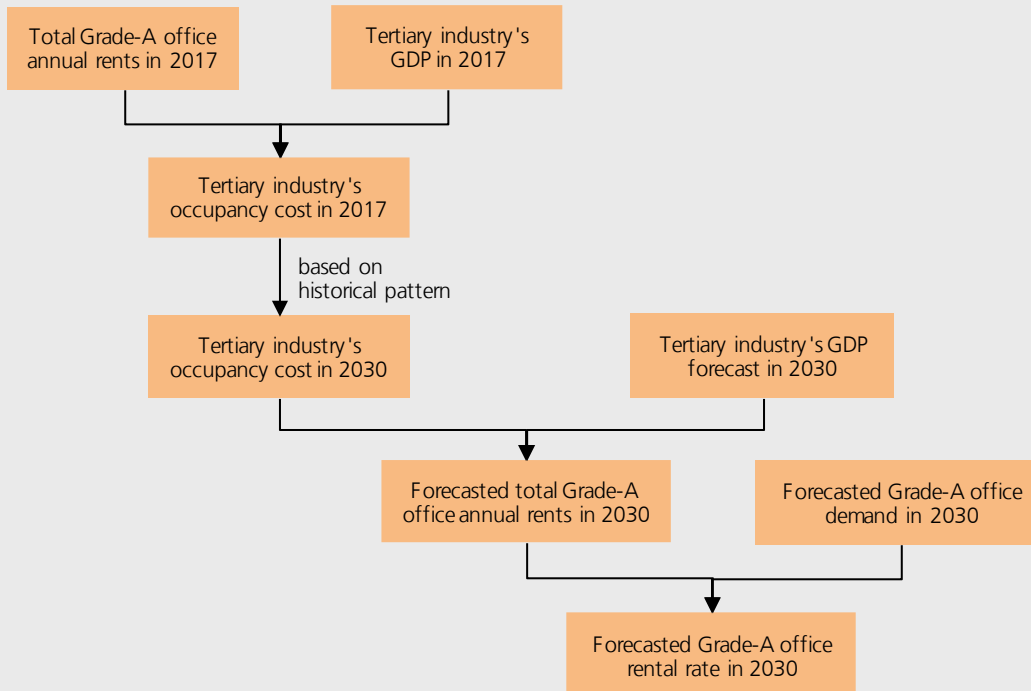 Total Grade-A office
annual rents in 2017
Tertiary industry's
GDP in 2017
Tertiary industry's
occupancy cost in 2017
based on
historical pattern
Tertiary industry's
occupancy cost in 2030
Tertiary industry's GDP
forecast in 2030
Forecasted total Grade-A
office annual rents in 2030
Forecasted Grade-A office
demand in 2030
Forecasted Grade-A office
rental rate in 2030